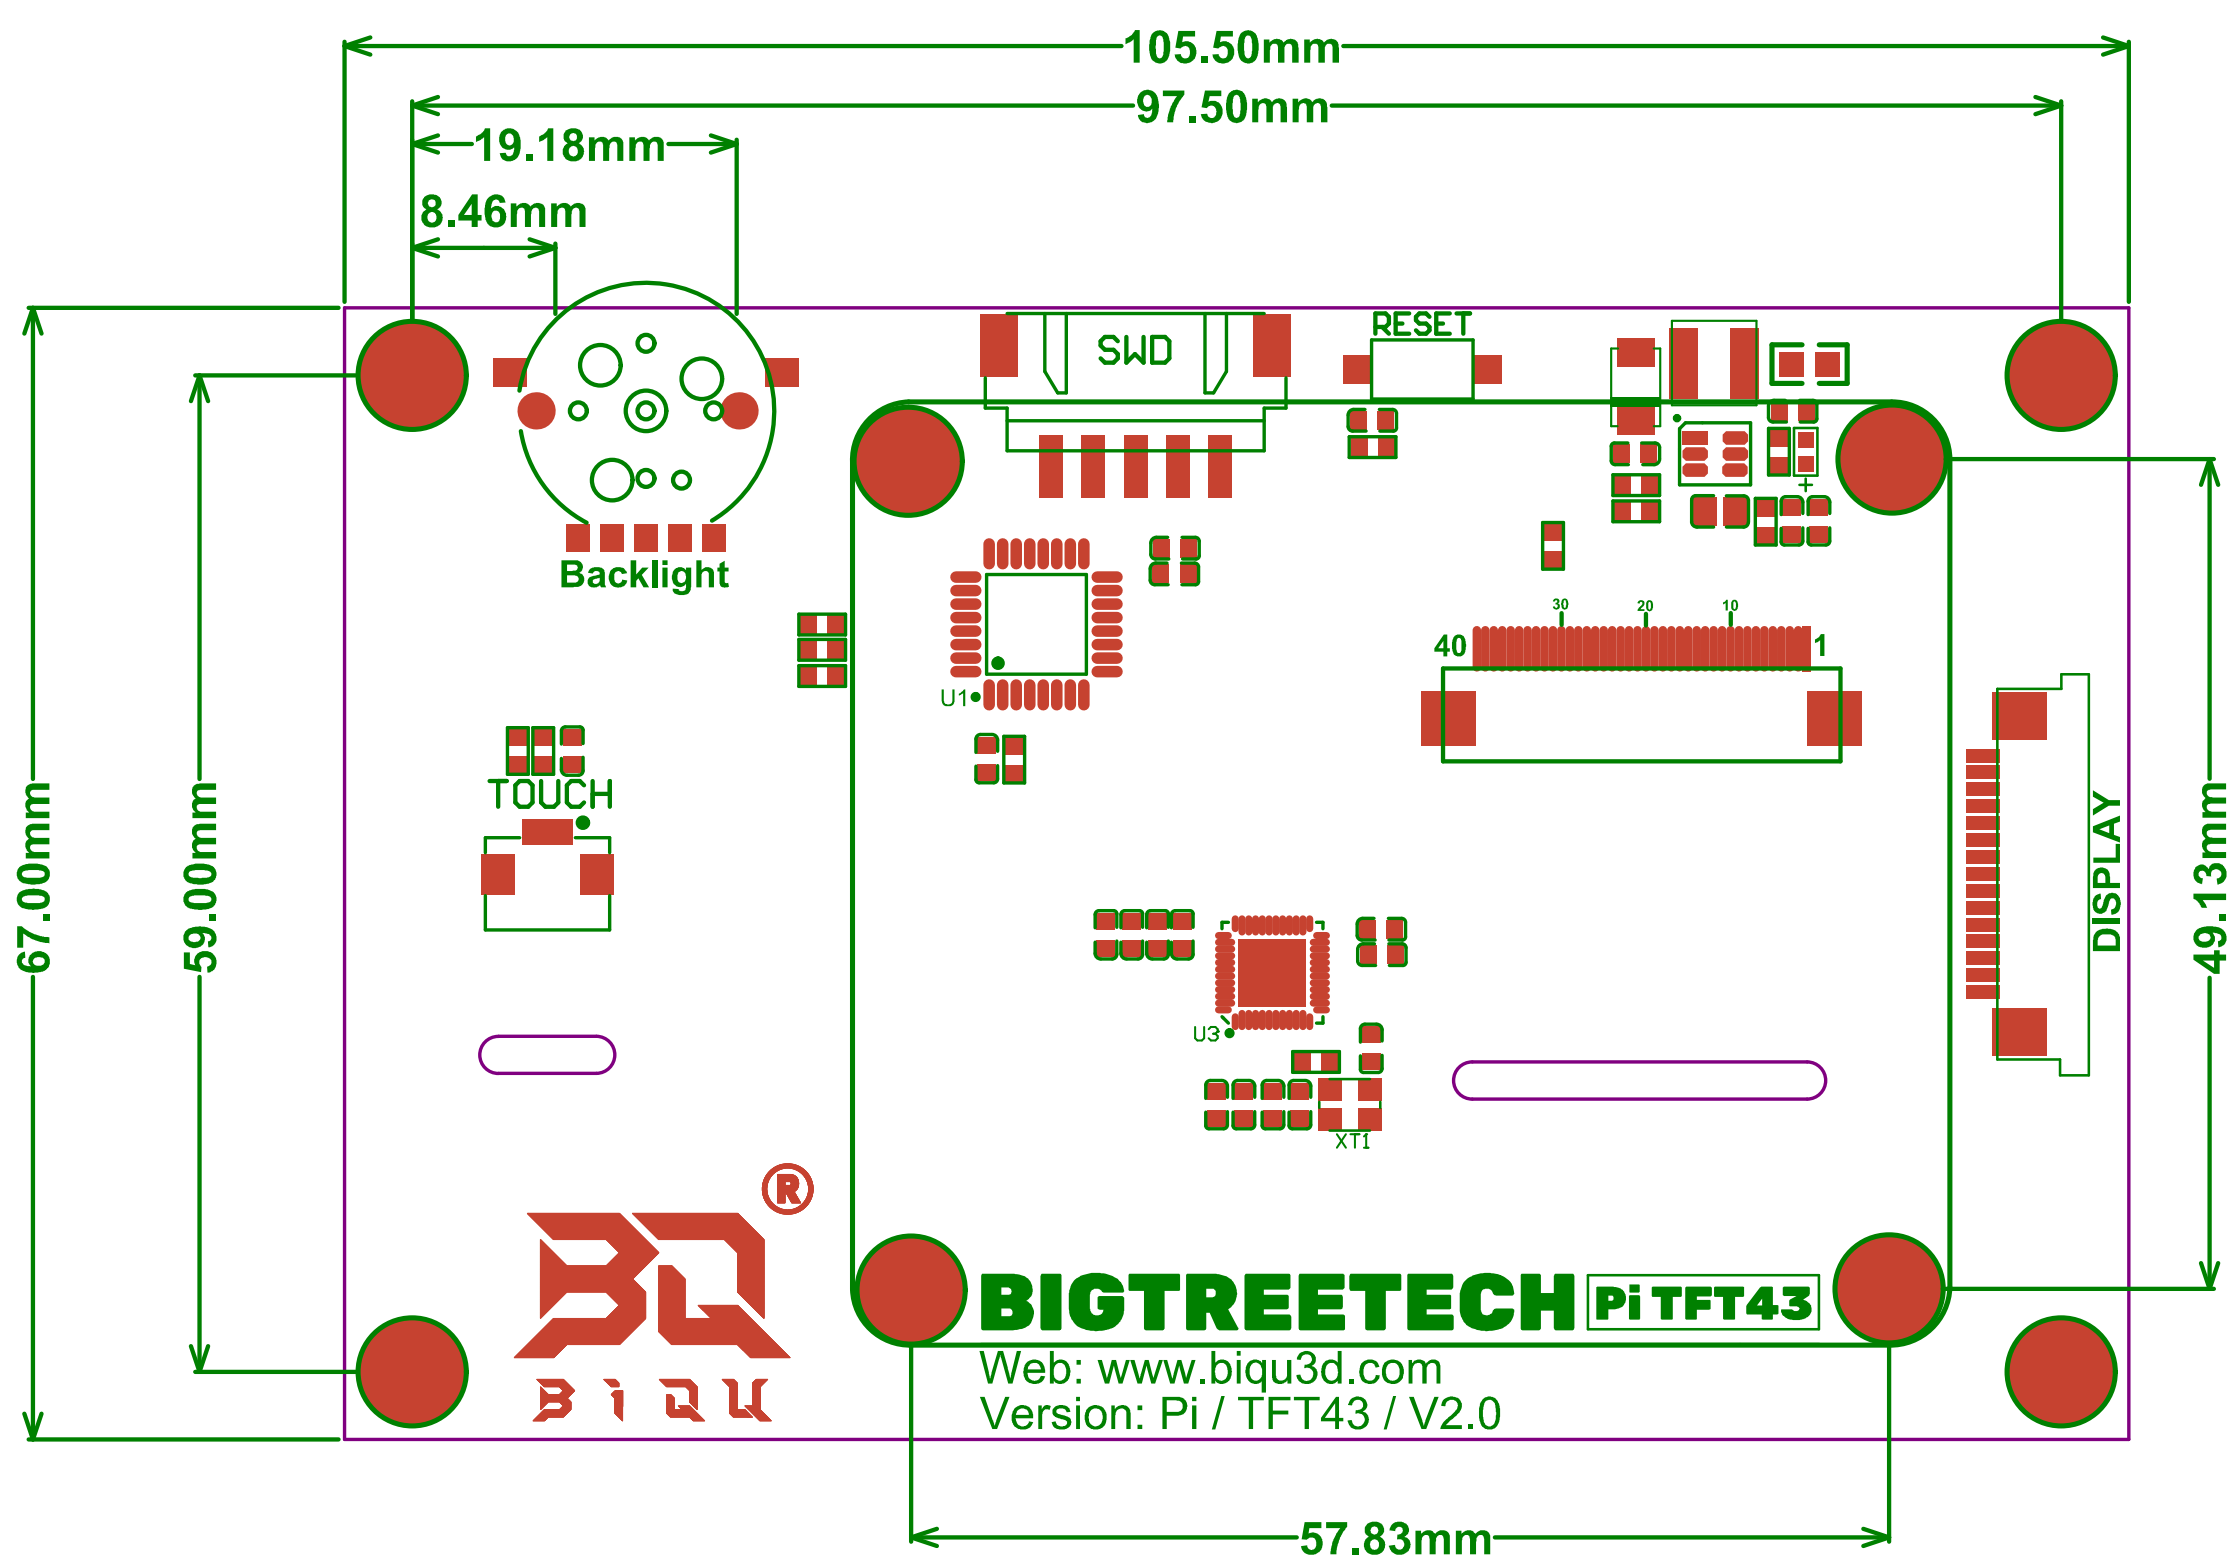 105.50mm
97.50mm
19.18mm
8.46mm
RESET
SWD
Backlight
30 20 10
40 1
U1
TOUCH
67.00mm
59.00mm
DISPLAY
49.13mm
U3
XT1
®
BIGTREETECH Pi TFT43
BIQU
Web: www.biqu3d.com
Version: Pi / TFT43 / V2.0
57.83mm